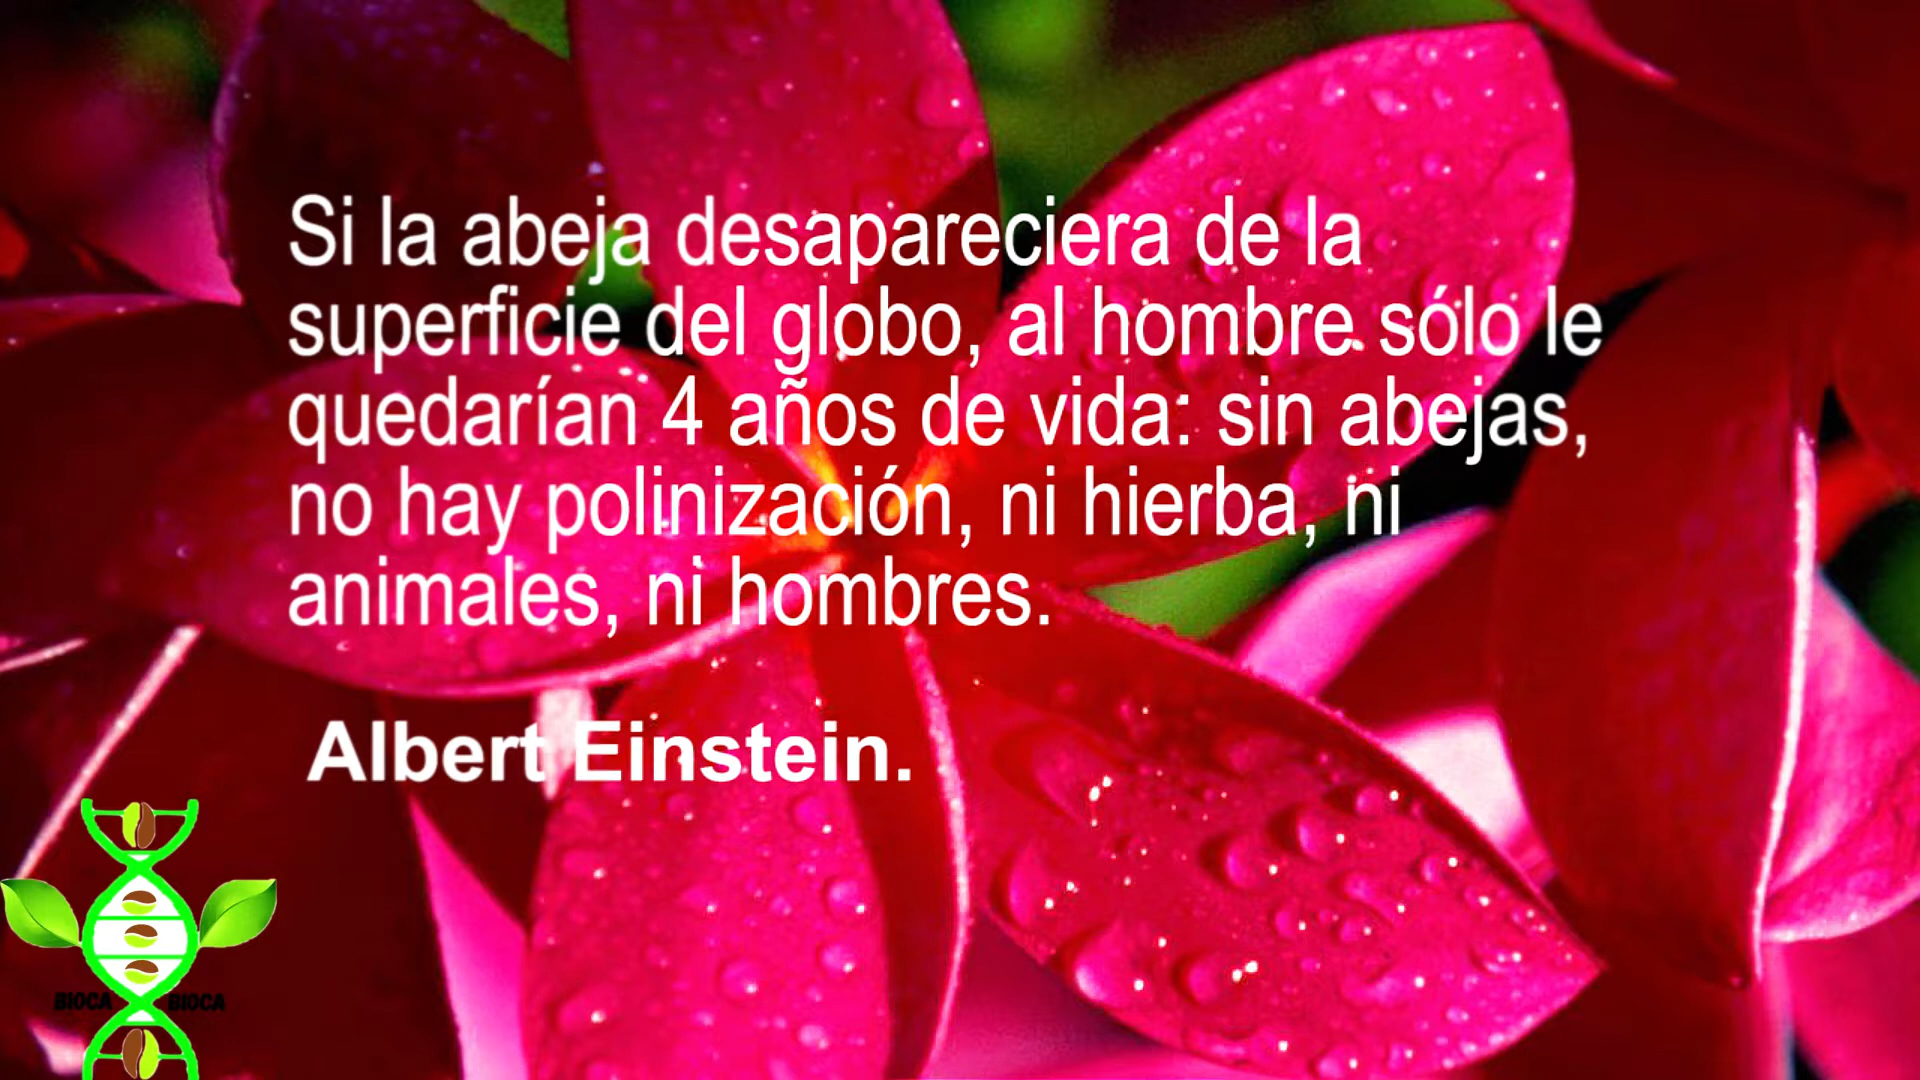 Si la abeja desapareciera de la
superficie del globo, al hombre sólo le
quedarían 4 años de vida: sin abejas,
no hay polinización, ni hierba, ni
animales, ni hombres.
Albert Einstein.
BIOCA BIOCA